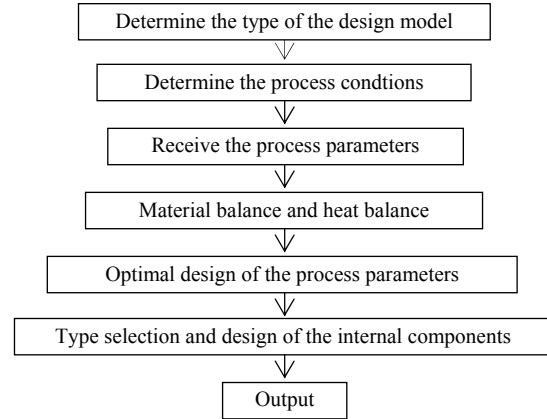 Determine the type of the design model
Determine the process condtions
Receive the process parameters
Material balance and heat balance
Optimal design of the process parameters
Type selection and design of the internal components
Output